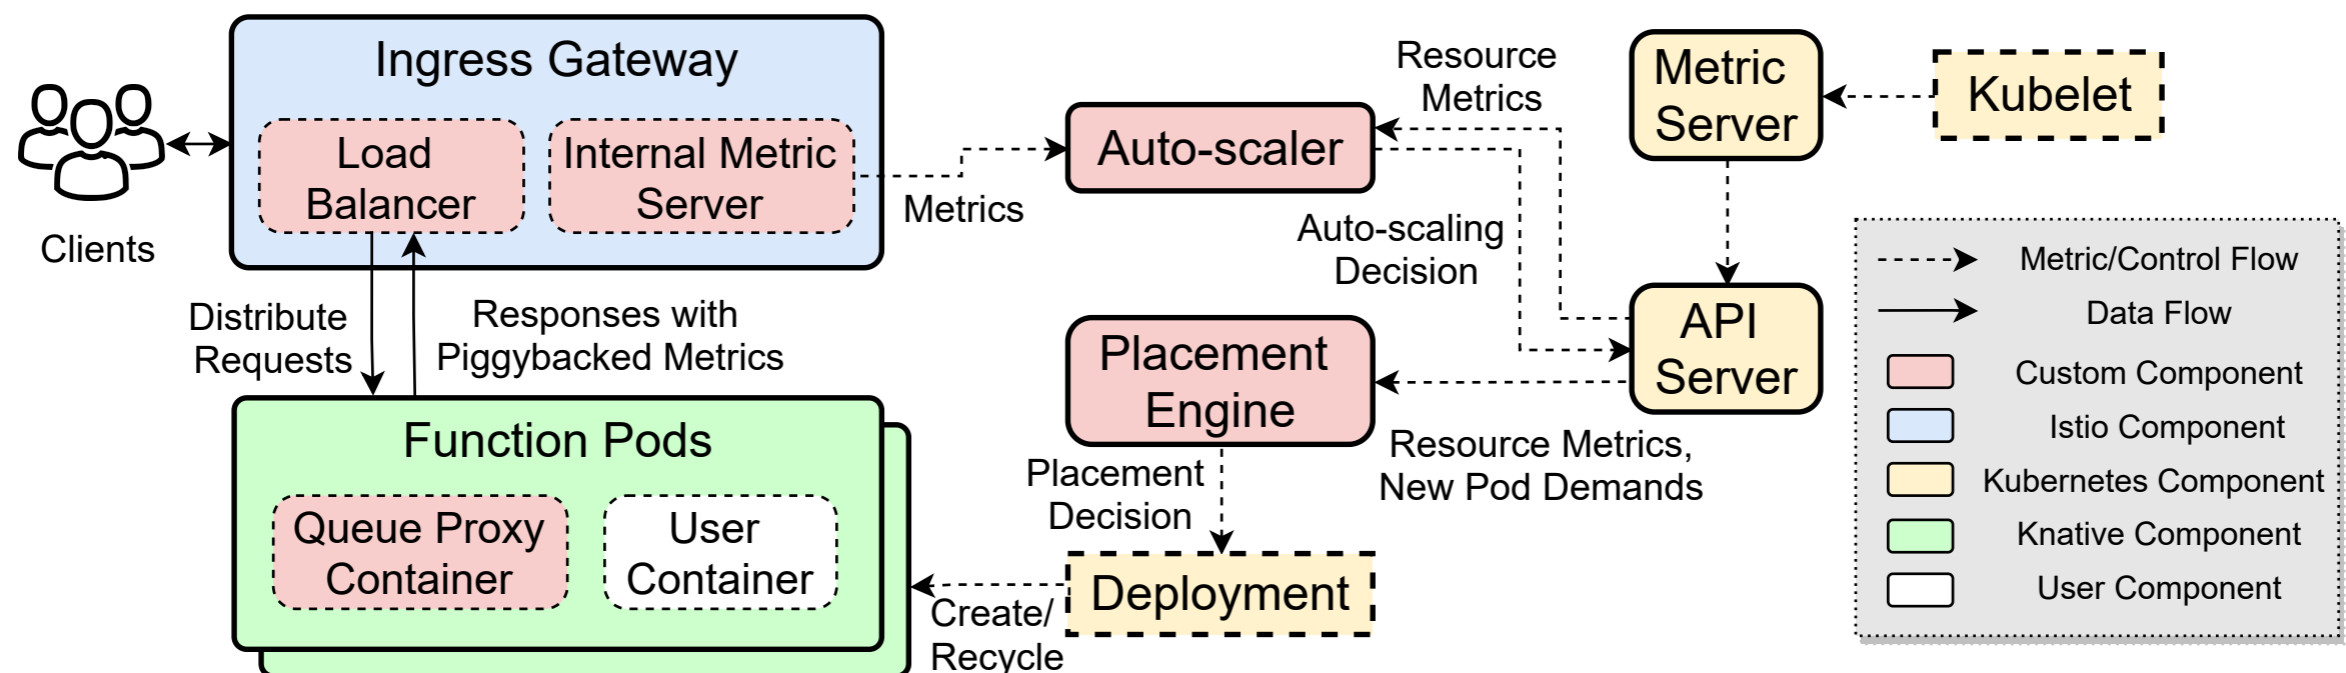 Ingress Gateway
Load
Balancer
Internal Metric
Server
Clients
Metrics
Distribute
Requests
Responses with
Piggybacked Metrics
Function Pods
Queue Proxy
Container
User
Container
Auto-scaler
Resource
Metrics
Auto-scaling
Decision
Metric
Server
Kubelet
API
Server
Placement
Engine
Resource Metrics,
New Pod Demands
Placement
Decision
Deployment
Create/
Recycle
Metric/Control Flow
Data Flow
Custom Component
Istio Component
Kubernetes Component
Knative Component
User Component